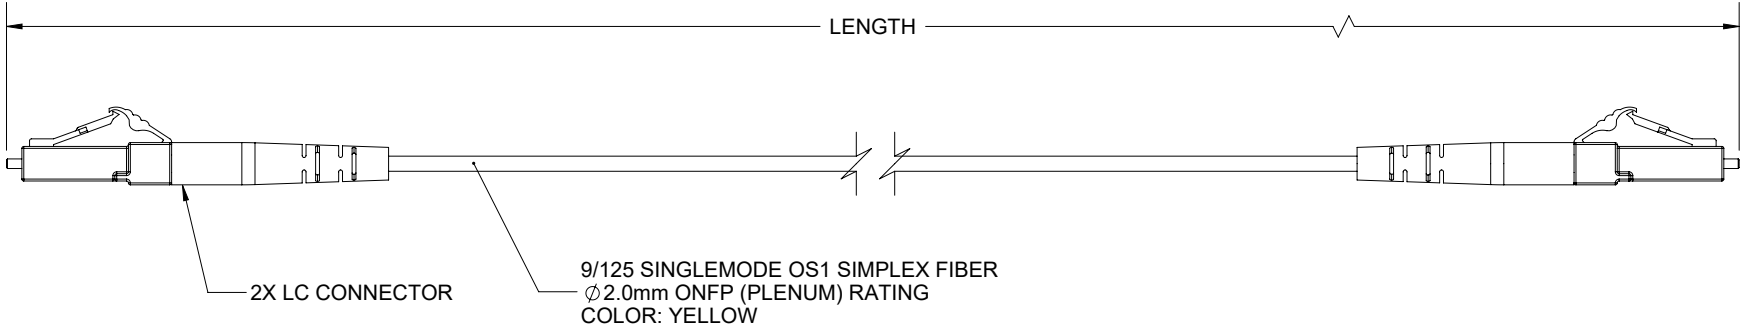 LENGTH
2X LC CONNECTOR
9/125 SINGLEMODE OS1 SIMPLEX FIBER
∅2.0mm ONFP (PLENUM) RATING
COLOR: YELLOW